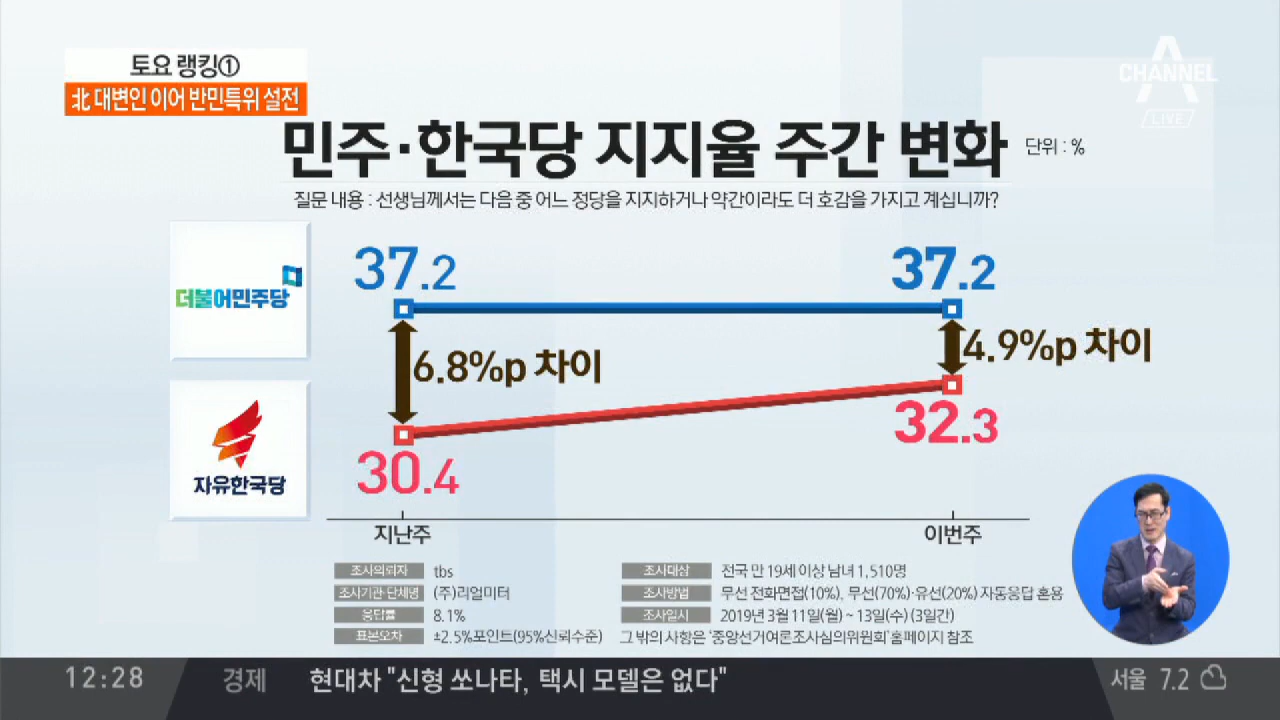 토요 랭킹①
北 대변인 이어 반민특위 설전
CHANNEL A
LIVE
민주·한국당 지지율 주간 변화
단위 : %
질문 내용 : 선생님께서는 다음 중 어느 정당을 지지하거나 약간이라도 더 호감을 가지고 계십니까?
더불어민주당
37.2
37.2
6.8%p 차이
4.9%p 차이
자유한국당
30.4
32.3
지난주
이번주
조사의뢰자 tbs
조사기관·단체명 (주)리얼미터
응답률 8.1%
표본오차 ±2.5%포인트(95%신뢰수준)
조사대상 전국 만 19세 이상 남녀 1,510명
조사방법 무선 전화면접(10%), 무선(70%)·유선(20%) 자동응답 혼용
조사일시 2019년 3월 11일(월) ~ 13일(수) (3일간)
그 밖의 사항은 '중앙선거여론조사심의위원회' 홈페이지 참조
12:28
경제 현대차 "신형 쏘나타, 택시 모델은 없다"
서울 7.2